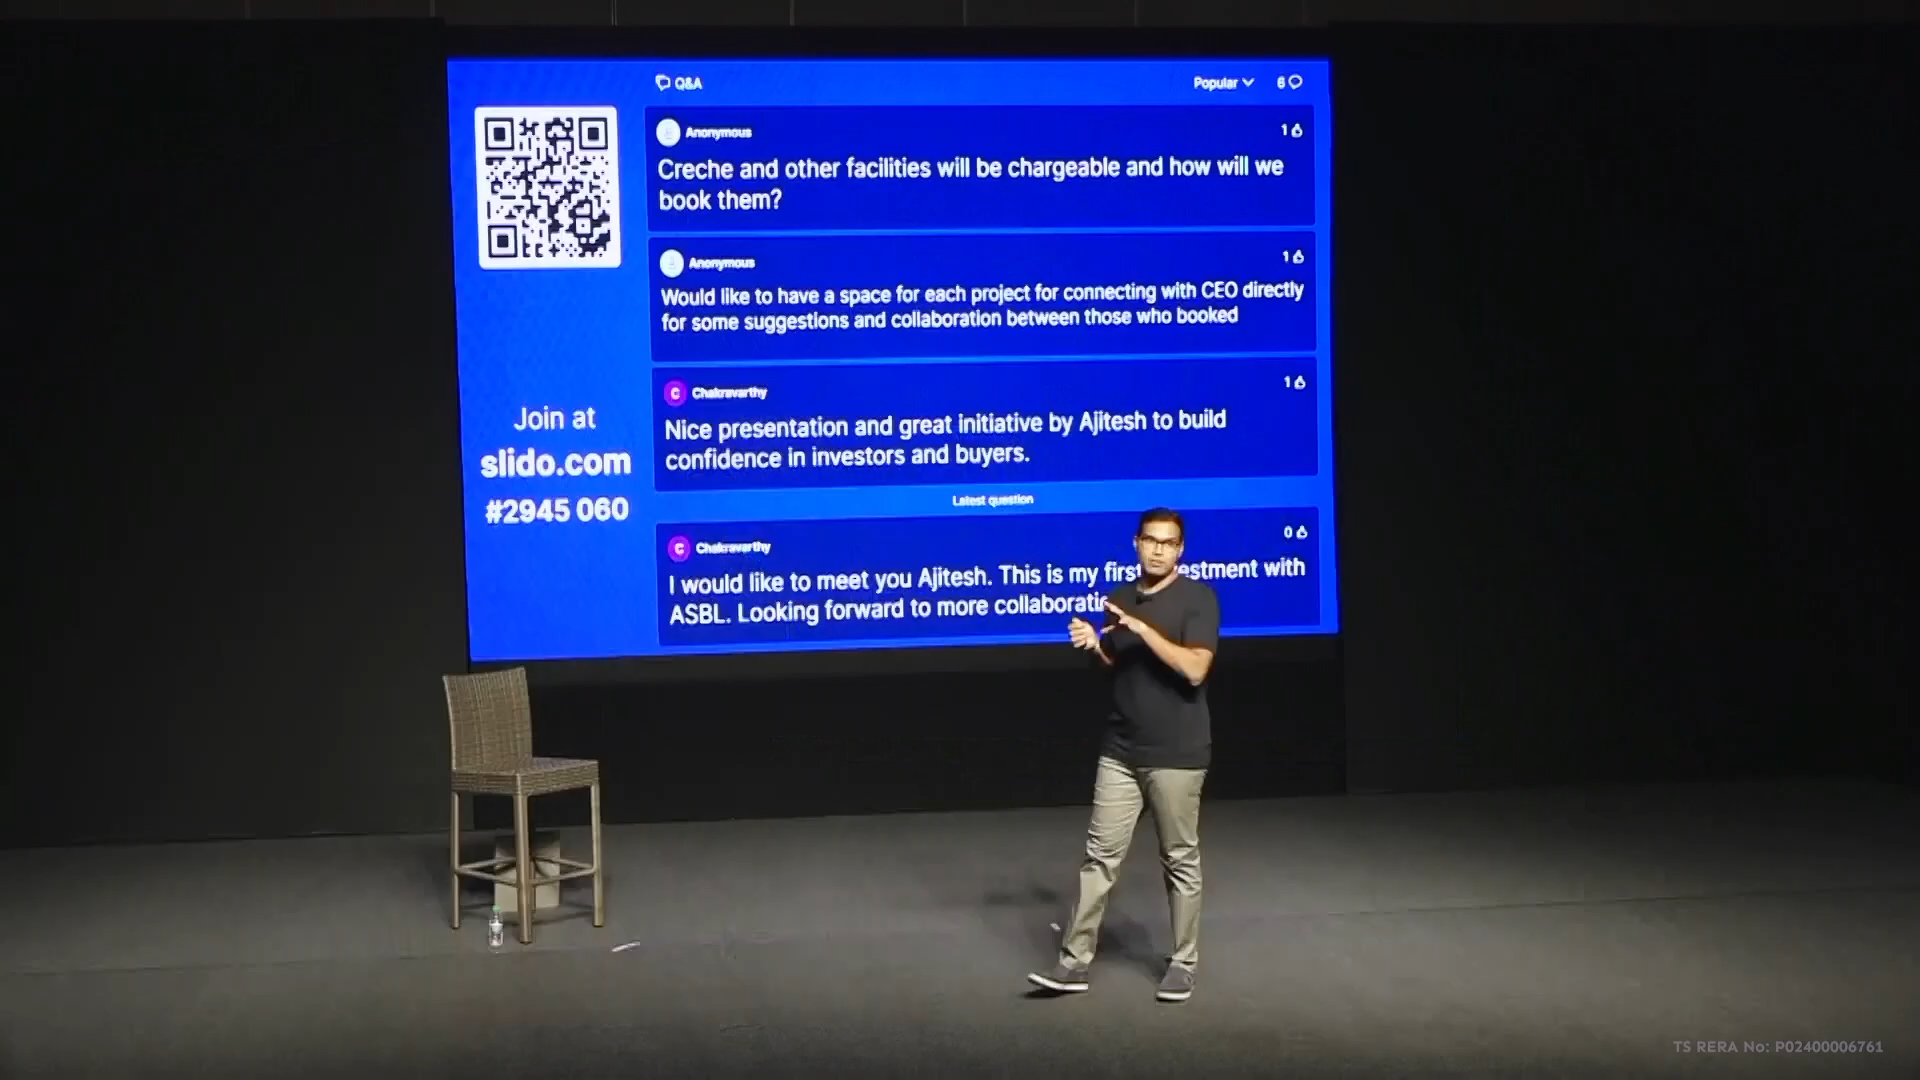 Q&A
Popular
6
Anonymous
1
Creche and other facilities will be chargeable and how will we
book them?
Anonymous
1
Would like to have a space for each project for connecting with CEO directly
for some suggestions and collaboration between those who booked
Chakravarthy
1
Nice presentation and great initiative by Ajitesh to build
confidence in investors and buyers.
Latest question
Chakravarthy
0
I would like to meet you Ajitesh. This is my first with
ASBL. Looking forward to more
Join at
slido.com
#2945 060
TS RERA No: P02400006761